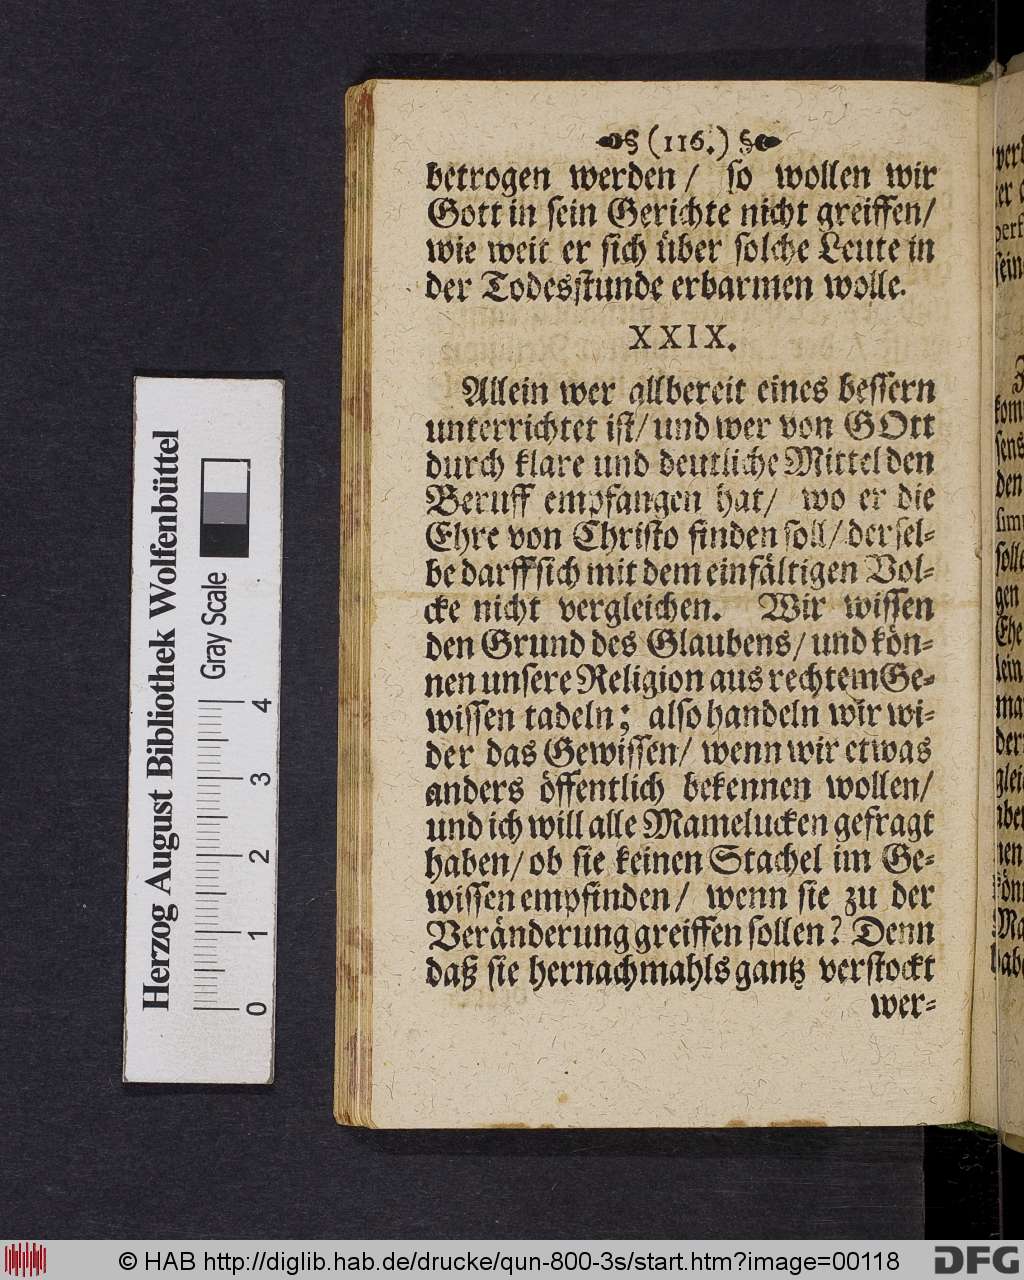 (116.)
betrogen werden/ so wollen wir
Gott in sein Gerichte nicht greiffen/
wie weit er sich über solche Leute in
der Todesstunde erbarmen wolle.
XXIX.
Allein wer allbereit eines bessern
unterrichtet ist/ und wer von GOtt
durch klare und deutliche Mittel den
Beruff empfangen hat/ wo er die
Ehre von Christo finden soll/ dersel-
be darff sich mit dem einfältigen Vol-
cke nicht vergleichen. Wir wissen
den Grund des Glaubens/ und kön-
nen unsere Religion aus rechtem Ge-
wissen tadeln; also handeln wir wi-
der das Gewissen/ wenn wir etwas
anders öffentlich bekennen wollen/
und ich will alle Mamelucken gefragt
haben/ ob sie keinen Stachel im Ge-
wissen empfinden/ wenn sie zu der
Veränderung greiffen sollen? Denn
daß sie hernachmahls gantz verstockt
wer-
Herzog August Bibliothek Wolfenbüttel
Gray Scale
0 1 2 3 4
© HAB http://diglib.hab.de/drucke/qun-800-3s/start.htm?image=00118
DFG